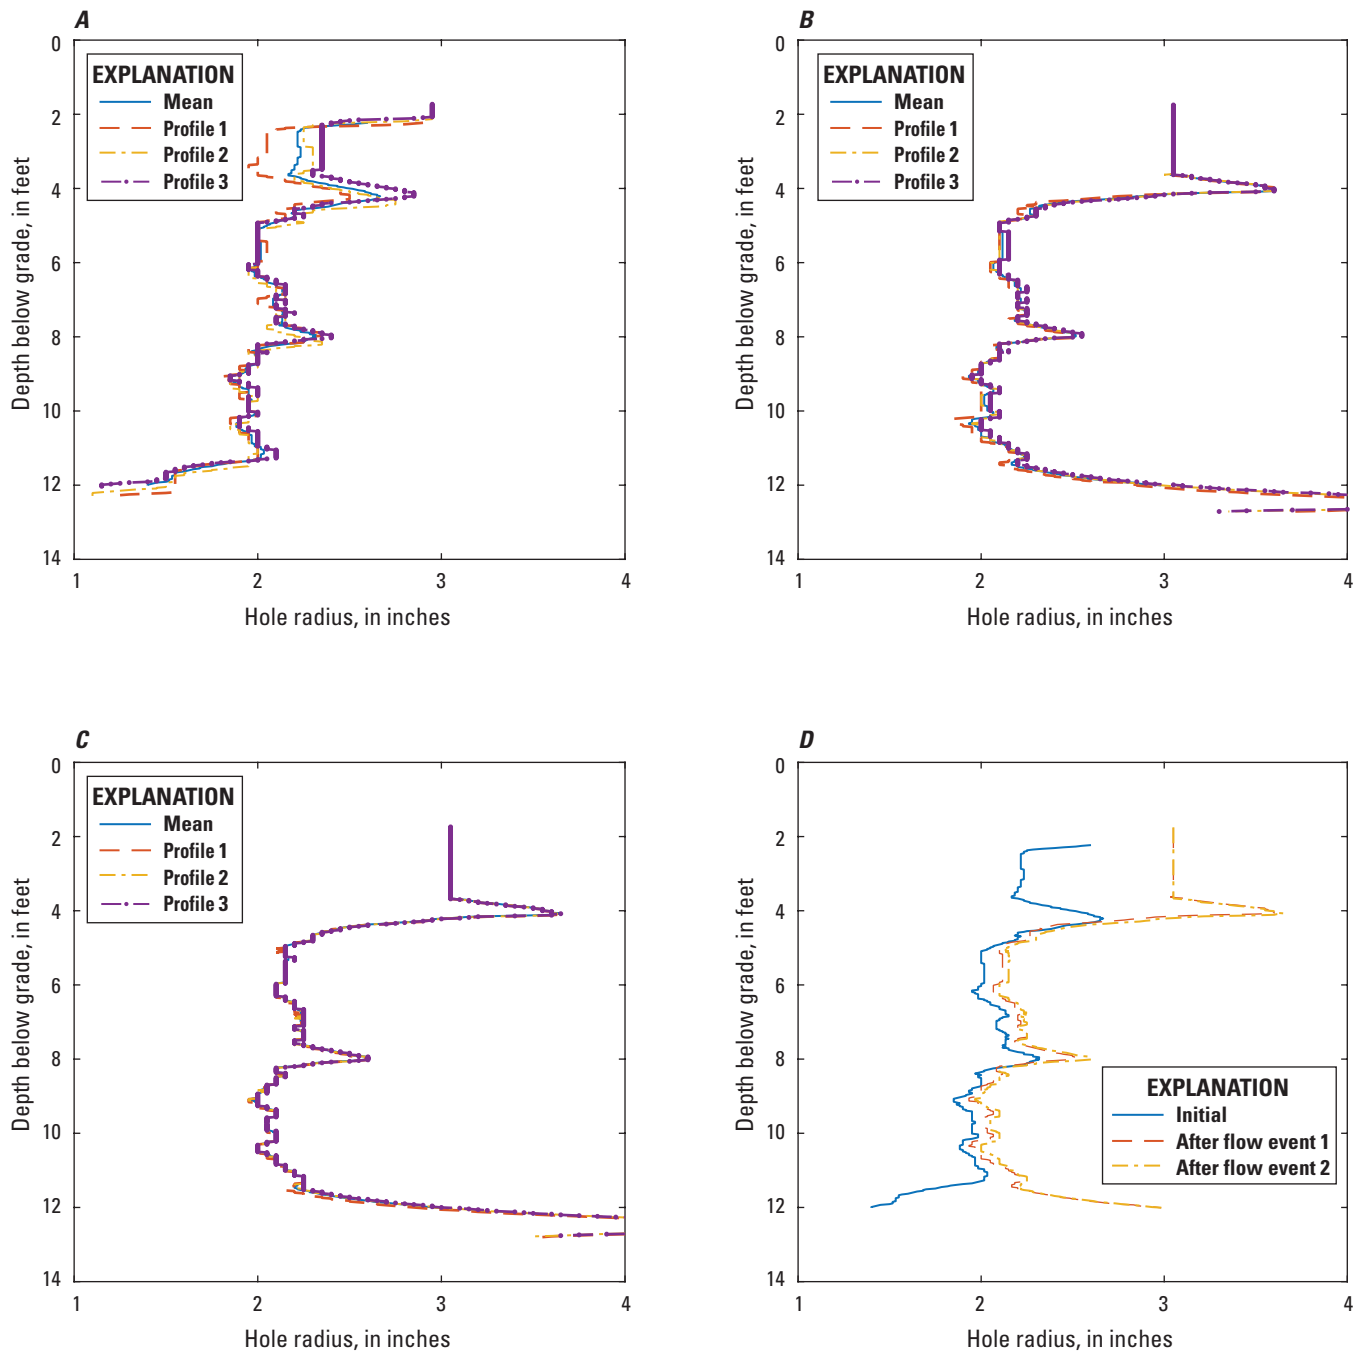 A
0
2
4
6
8
10
12
14
Depth below grade, in feet
EXPLANATION
Mean
Profile 1
Profile 2
Profile 3
1 2 3 4
Hole radius, in inches
B
0
2
4
6
8
10
12
14
Depth below grade, in feet
EXPLANATION
Mean
Profile 1
Profile 2
Profile 3
1 2 3 4
Hole radius, in inches
C
0
2
4
6
8
10
12
14
Depth below grade, in feet
EXPLANATION
Mean
Profile 1
Profile 2
Profile 3
1 2 3 4
Hole radius, in inches
D
0
2
4
6
8
10
12
14
Depth below grade, in feet
EXPLANATION
Initial
After flow event 1
After flow event 2
1 2 3 4
Hole radius, in inches